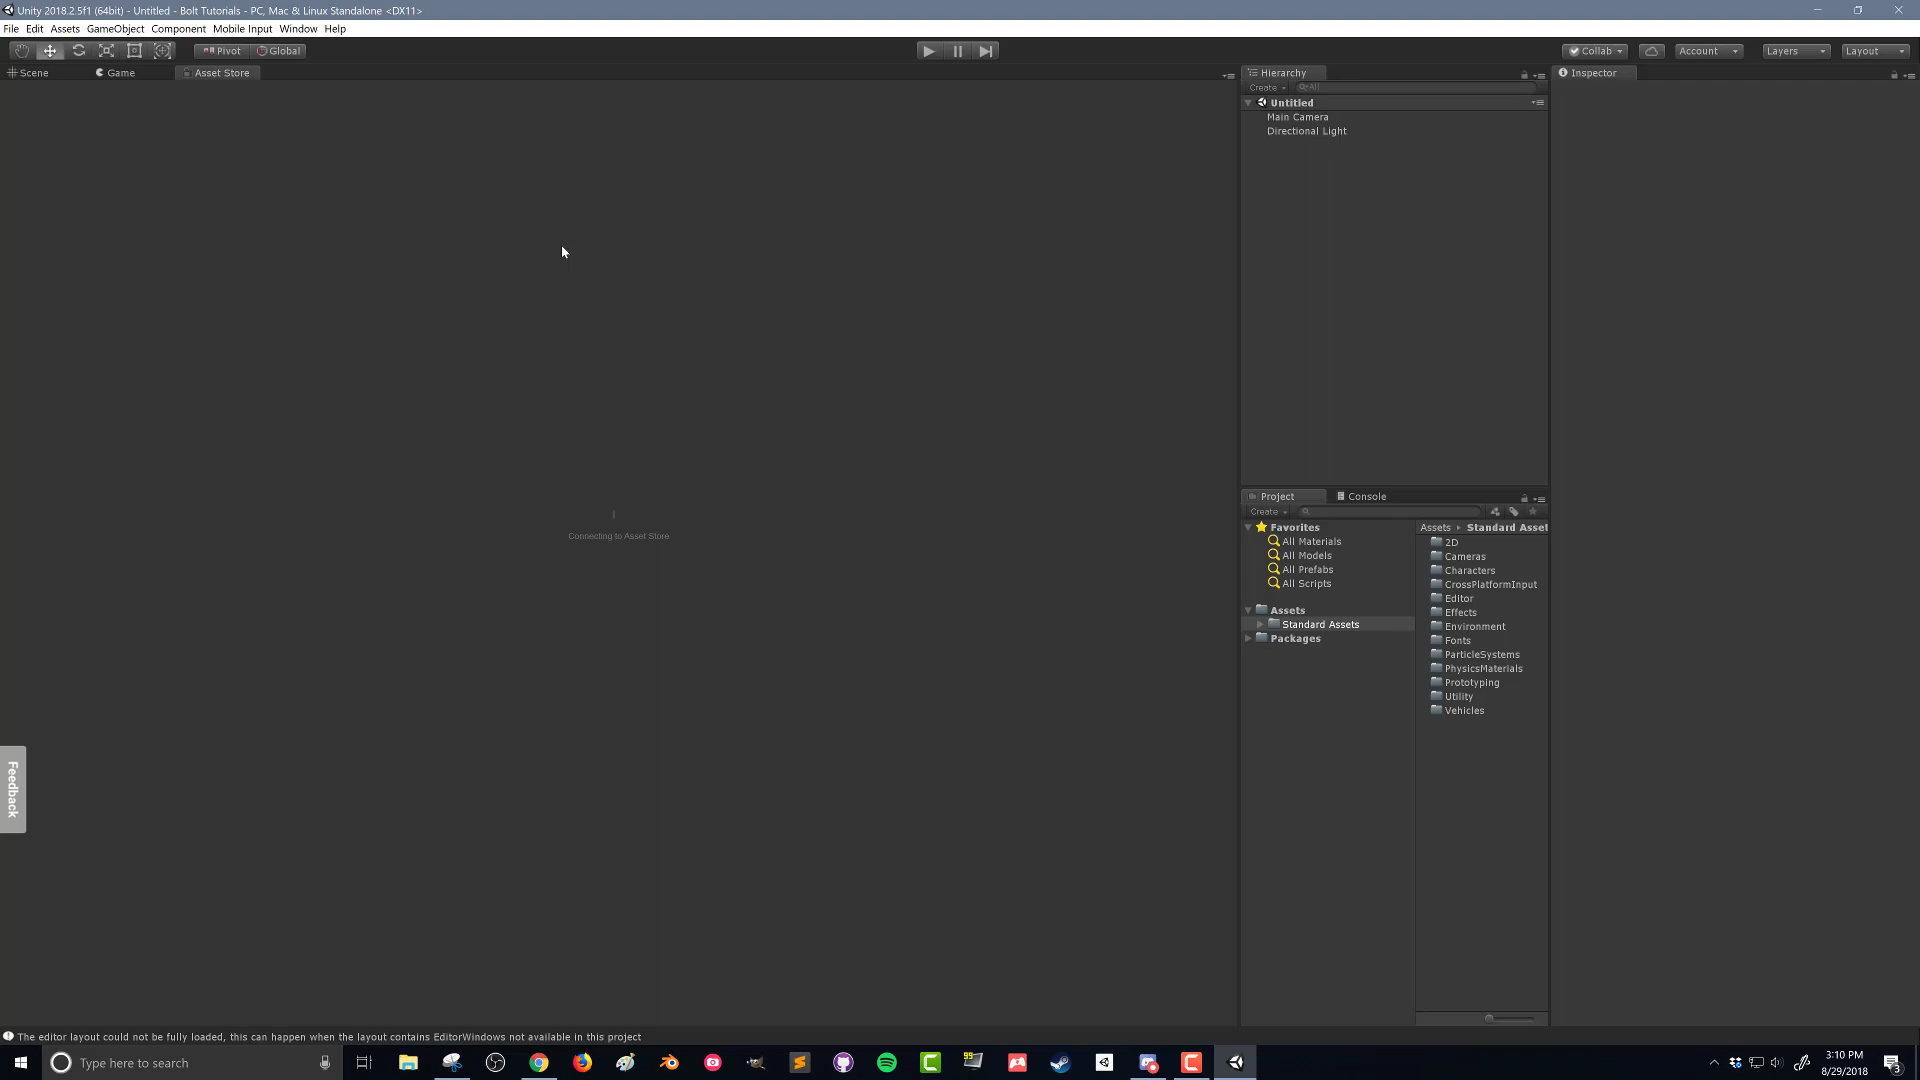 Unity 2018.2.5f1 (64bit) - Untitled - Bolt Tutorials - PC, Mac & Linux Standalone <DX11>
File Edit Assets GameObject Component Mobile Input Window Help
Pivot Global Collab Account Layers Layout
Scene Game Asset Store Hierarchy Inspector
Create All
Untitled
Main Camera
Directional Light
Connecting to Asset Store
Project Console
Create
Favorites
All Materials
All Models
All Prefabs
All Scripts
Assets
Standard Assets
Packages
Assets Standard Asset
2D
Cameras
Characters
CrossPlatformInput
Editor
Effects
Environment
Fonts
ParticleSystems
PhysicsMaterials
Prototyping
Utility
Vehicles
Feedback
The editor layout could not be fully loaded, this can happen when the layout contains EditorWindows not available in this project
Type here to search
99
3:10 PM
8/29/2018
3